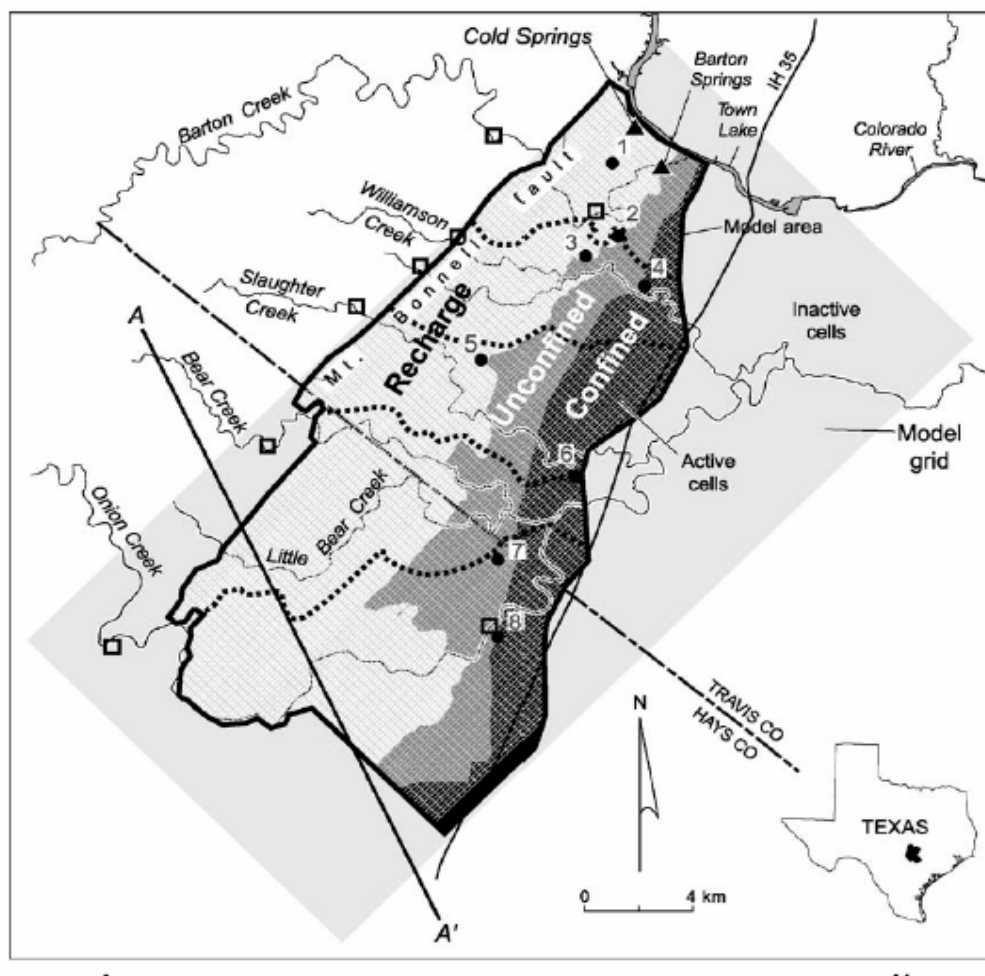 Cold Springs
Barton
Springs
IH 35
Town
Lake
Colorado
River
Barton Creek
1
fault
Williamson
Creek
2
Model area
3
Bonnell
4
Slaughter
Creek
Inactive
cells
A
Recharge
Unconfined
Confined
5
Mt.
Bear Creek
Model
grid
6
Active
cells
Onion Creek
Little Bear Creek
7
8
TRAVIS CO
HAYS CO
N
TEXAS
0 4 km
A'